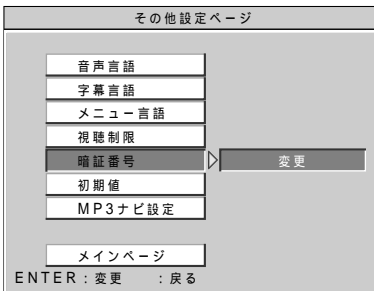 その他設定ページ
音声言語
字幕言語
メニュー言語
視聴制限
暗証番号 変更
初期値
MP3ナビ設定
メインページ
ENTER：変更　：戻る